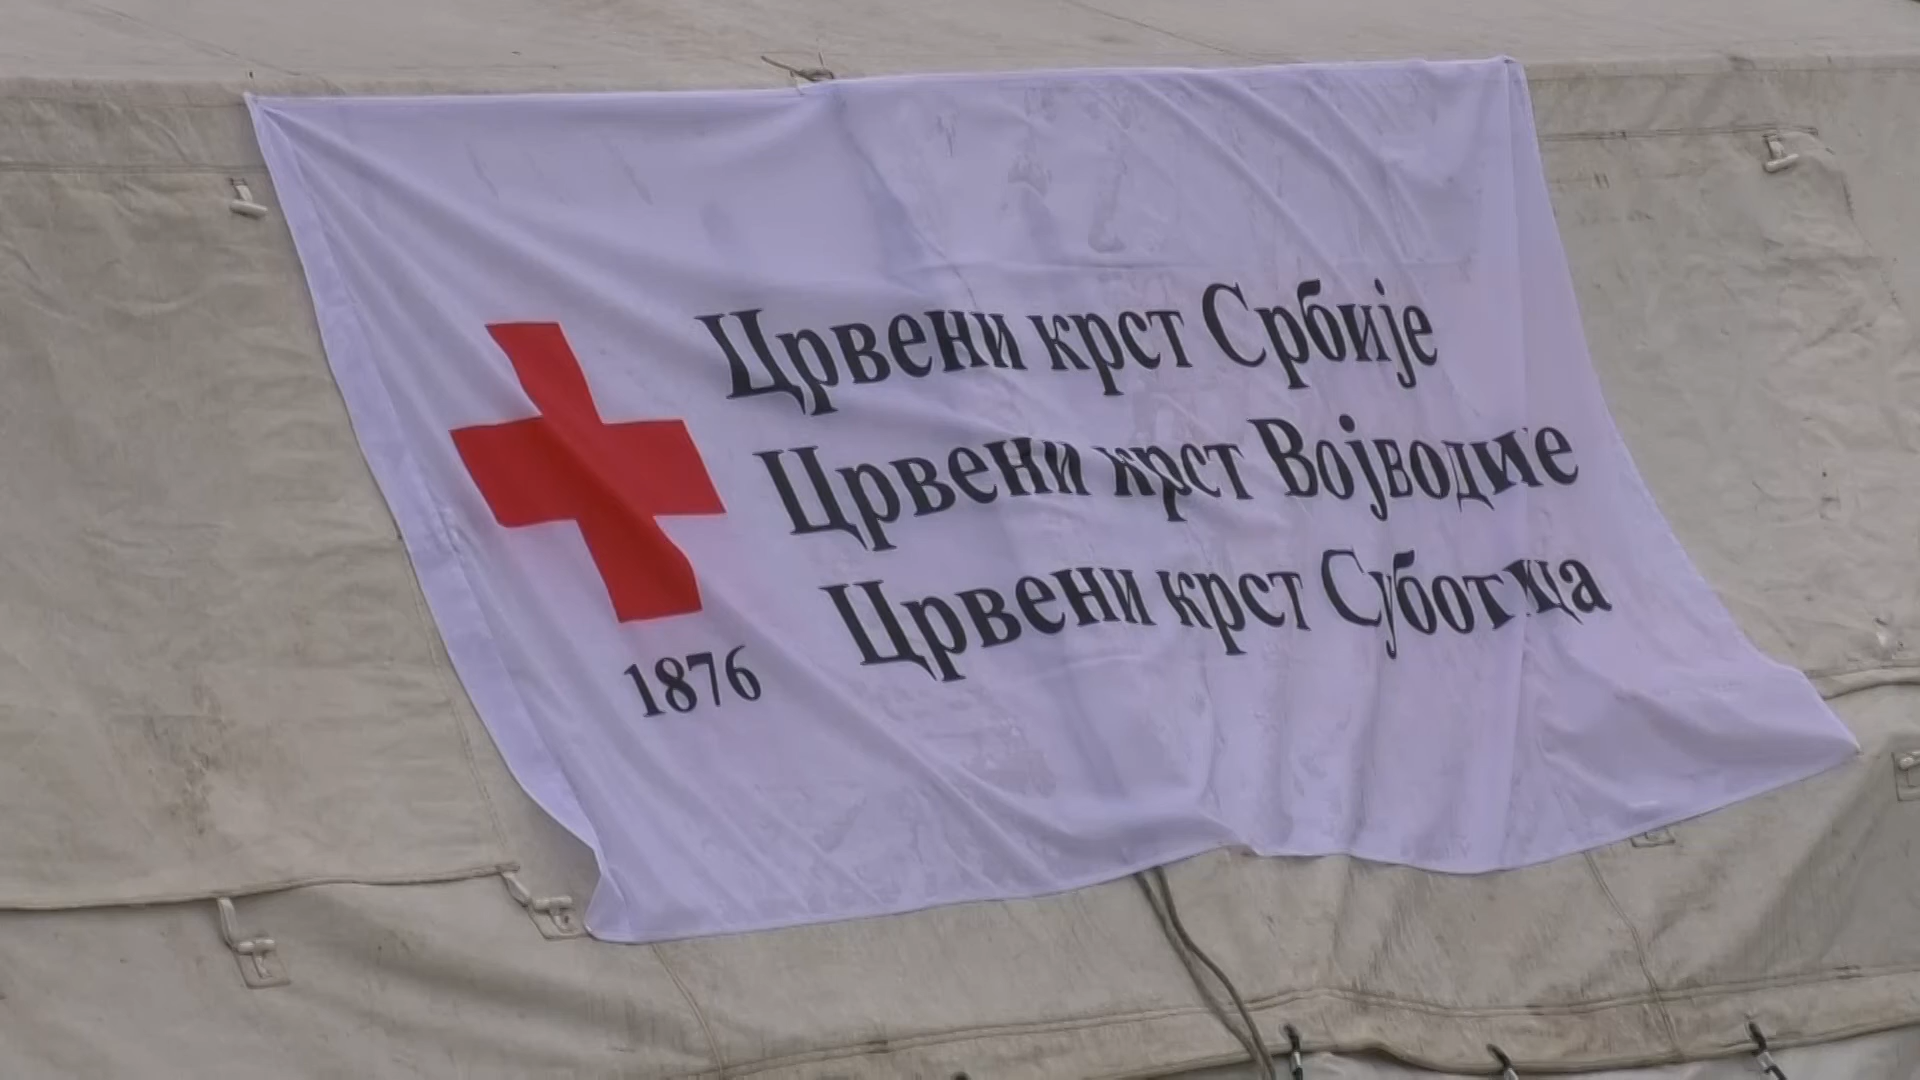 Црвени крст Србије
Црвени крст Војводине
Црвени крст Суботица
1876